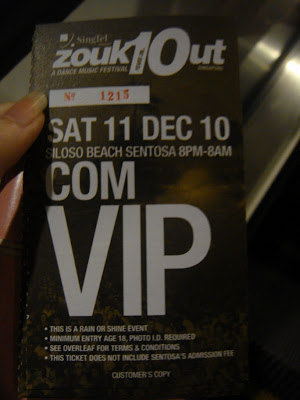 SingTel
zouk10Out
A DANCE MUSIC FESTIVAL SINGAPORE
Nº 1215
SAT 11 DEC 10
SILOSO BEACH SENTOSA 8PM-8AM
COM
VIP
• THIS IS A RAIN OR SHINE EVENT
• MINIMUM ENTRY AGE 18, PHOTO I.D. REQUIRED
• SEE OVERLEAF FOR TERMS & CONDITIONS
• THIS TICKET DOES NOT INCLUDE SENTOSA'S ADMISSION FEE
CUSTOMER'S COPY